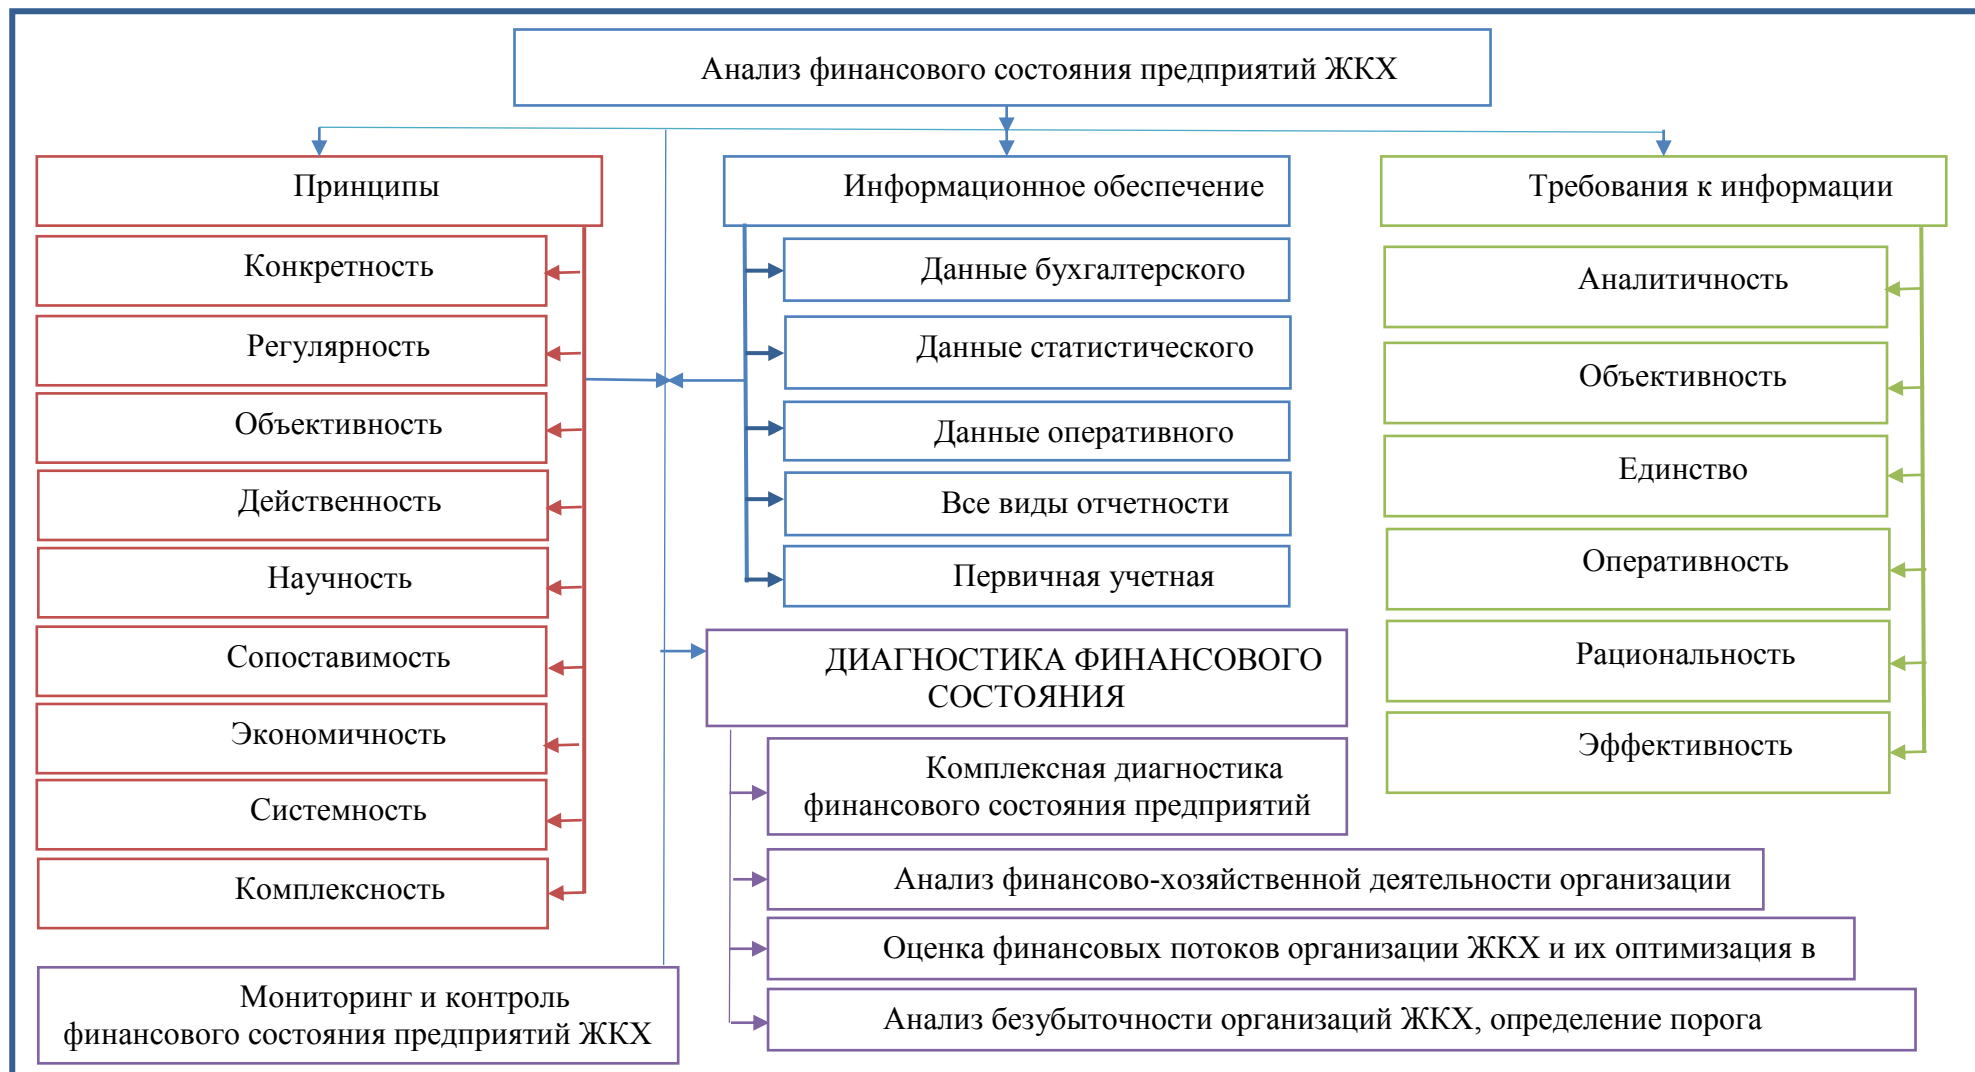 Анализ финансового состояния предприятий ЖКХ
Принципы
Конкретность
Регулярность
Объективность
Действенность
Научность
Сопоставимость
Экономичность
Системность
Комплексность
Мониторинг и контроль
финансового состояния предприятий ЖКХ
Информационное обеспечение
Данные бухгалтерского
Данные статистического
Данные оперативного
Все виды отчетности
Первичная учетная
ДИАГНОСТИКА ФИНАНСОВОГО
СОСТОЯНИЯ
Комплексная диагностика
финансового состояния предприятий
Анализ финансово-хозяйственной деятельности организации
Оценка финансовых потоков организации ЖКХ и их оптимизация в
Анализ безубыточности организаций ЖКХ, определение порога
Требования к информации
Аналитичность
Объективность
Единство
Оперативность
Рациональность
Эффективность